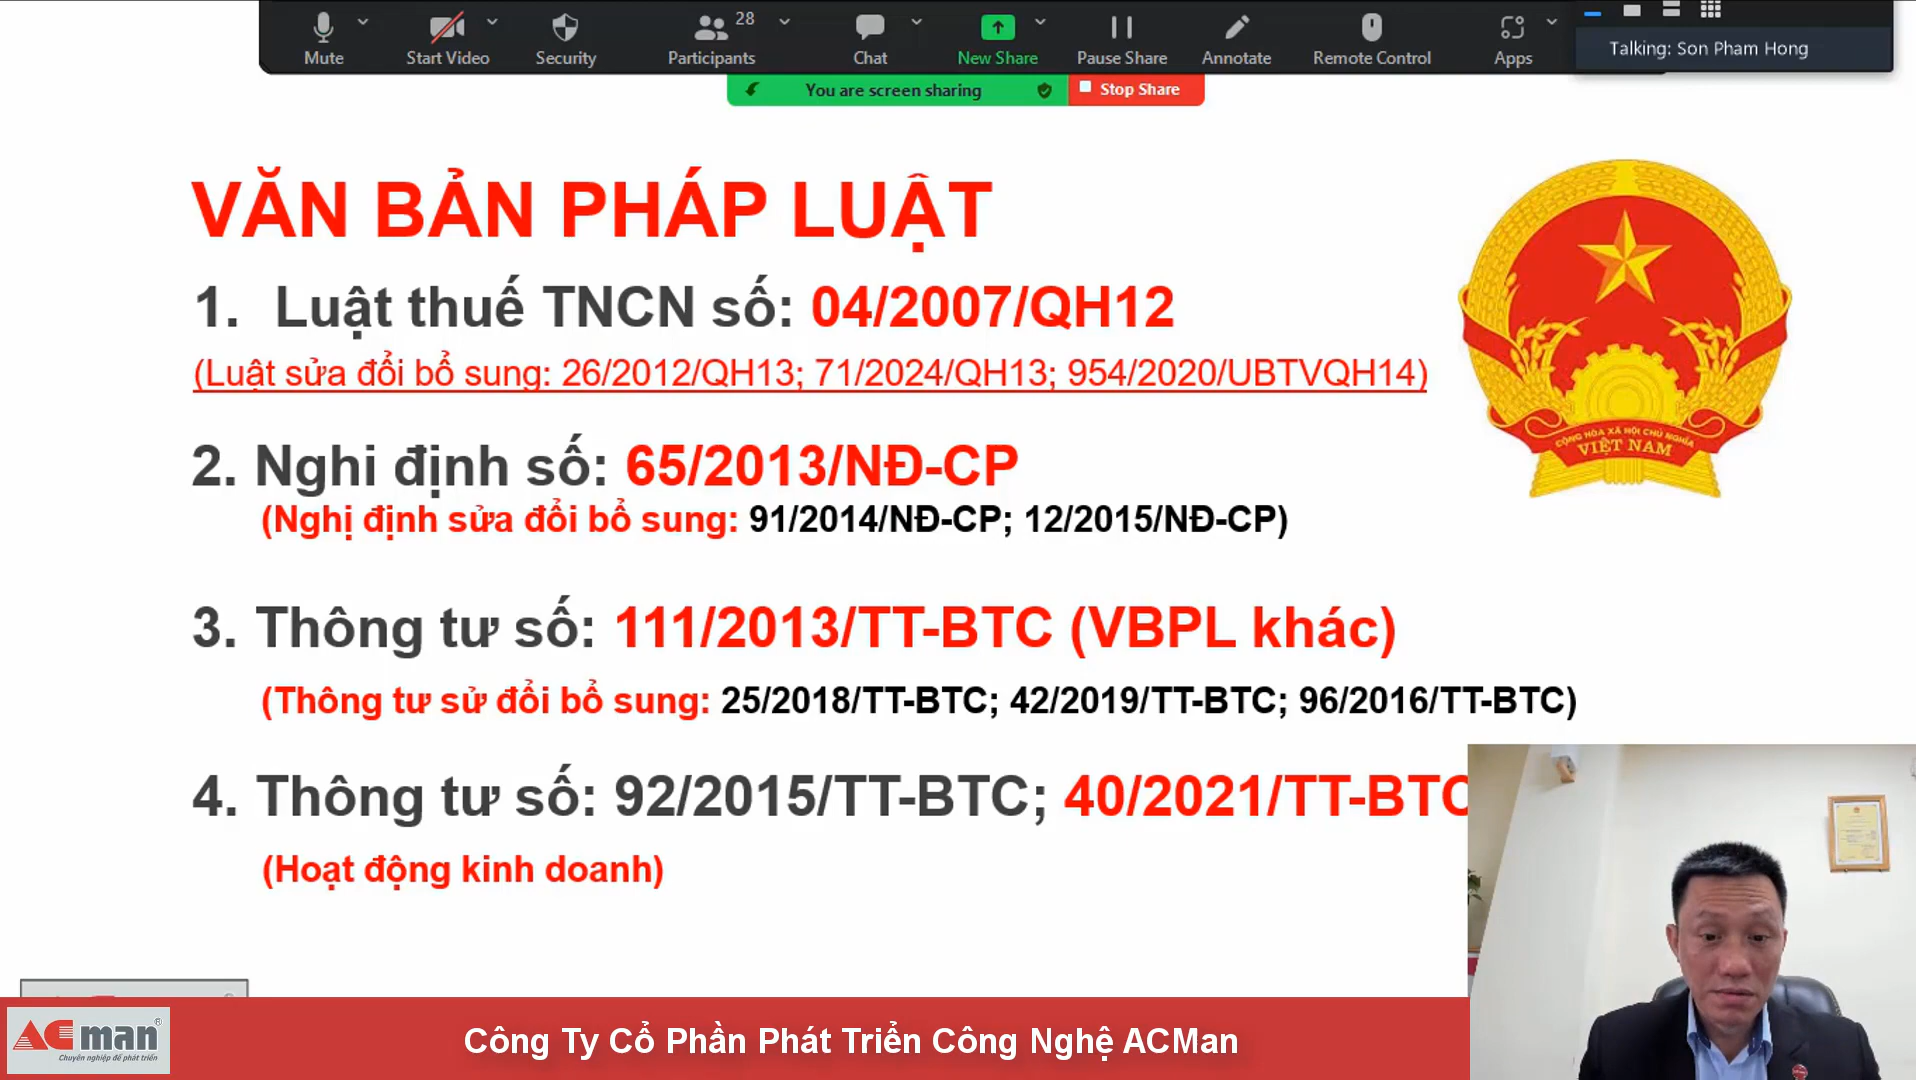 28
Mute
Start Video
Security
Participants
Chat
New Share
Pause Share
Annotate
Remote Control
Apps
Talking: Son Pham Hong
You are screen sharing
Stop Share
VĂN BẢN PHÁP LUẬT
1. Luật thuế TNCN số: 04/2007/QH12
(Luật sửa đổi bổ sung: 26/2012/QH13; 71/2024/QH13; 954/2020/UBTVQH14)
2. Nghi định số: 65/2013/NĐ-CP
(Nghị định sửa đổi bổ sung: 91/2014/NĐ-CP; 12/2015/NĐ-CP)
CỘNG HÒA XÃ HỘI CHỦ NGHĨA
VIỆT NAM
3. Thông tư số: 111/2013/TT-BTC (VBPL khác)
(Thông tư sử đổi bổ sung: 25/2018/TT-BTC; 42/2019/TT-BTC; 96/2016/TT-BTC)
4. Thông tư số: 92/2015/TT-BTC; 40/2021/TT-BTC
(Hoạt động kinh doanh)
ACman®
Chuyên nghiệp để phát triển
Công Ty Cổ Phần Phát Triển Công Nghệ ACMan